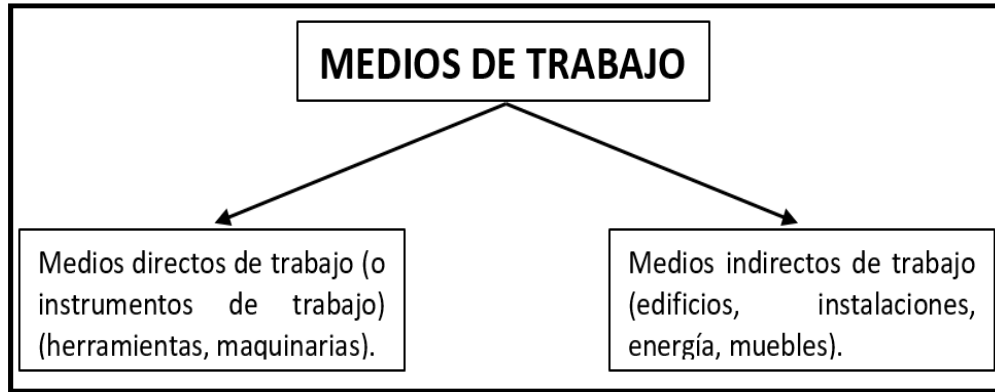 MEDIOS DE TRABAJO
Medios directos de trabajo (o
instrumentos de trabajo)
(herramientas, maquinarias).
Medios indirectos de trabajo
(edificios, instalaciones,
energía, muebles).